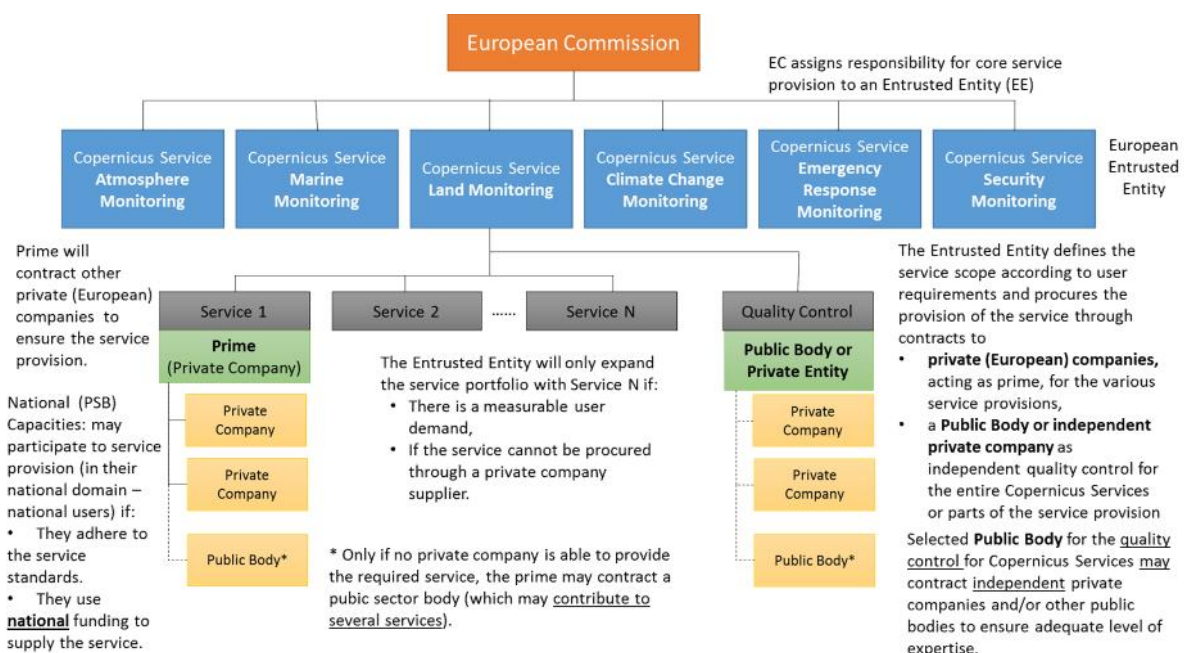 European Commission
EC assigns responsibility for core service
provision to an Entrusted Entity (EE)
Copernicus Service
Atmosphere
Monitoring
Copernicus Service
Marine
Monitoring
Copernicus Service
Land Monitoring
Copernicus Service
Climate Change
Monitoring
Copernicus Service
Emergency
Response
Monitoring
Copernicus Service
Security
Monitoring
European
Entrusted
Entity
Prime will
contract other
private (European)
companies to
ensure the service
provision.
National (PSB)
Capacities: may
participate to service
provision (in their
national domain –
national users) if:
• They adhere to
the service
standards.
• They use
national funding to
supply the service.
Service 1
Prime
(Private Company)
Private
Company
Private
Company
Public Body*
Service 2
......
Service N
The Entrusted Entity will only expand
the service portfolio with Service N if:
• There is a measurable user
demand,
• If the service cannot be procured
through a private company
supplier.
* Only if no private company is able to provide
the required service, the prime may contract a
pubic sector body (which may contribute to
several services).
Quality Control
Public Body or
Private Entity
Private
Company
Private
Company
Public Body*
The Entrusted Entity defines the
service scope according to user
requirements and procures the
provision of the service through
contracts to
• private (European) companies,
acting as prime, for the various
service provisions,
• a Public Body or independent
private company as
independent quality control for
the entire Copernicus Services
or parts of the service provision
Selected Public Body for the quality
control for Copernicus Services may
contract independent private
companies and/or other public
bodies to ensure adequate level of
expertise.